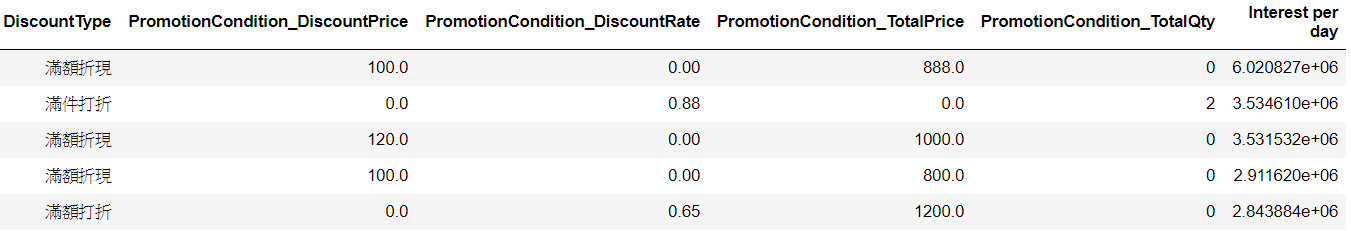 DiscountType PromotionCondition_DiscountPrice PromotionCondition_DiscountRate PromotionCondition_TotalPrice PromotionCondition_TotalQty Interest per day
滿額折現 100.0 0.00 888.0 0 6.020827e+06
滿件打折 0.0 0.88 0.0 2 3.534610e+06
滿額折現 120.0 0.00 1000.0 0 3.531532e+06
滿額折現 100.0 0.00 800.0 0 2.911620e+06
滿額打折 0.0 0.65 1200.0 0 2.843884e+06